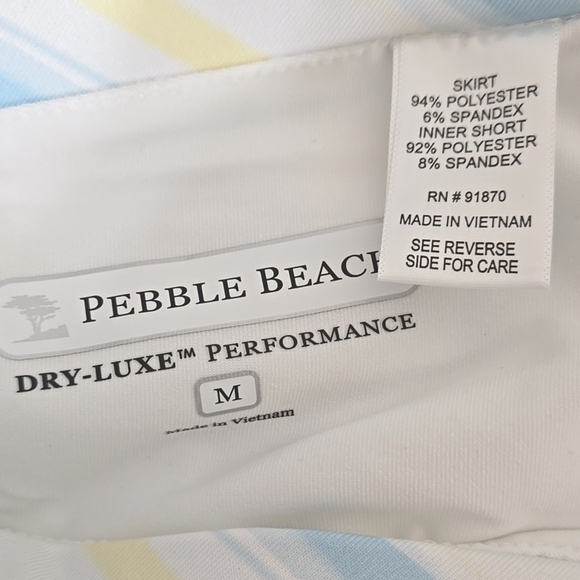 SKIRT
94% POLYESTER
6% SPANDEX
INNER SHORT
92% POLYESTER
8% SPANDEX
RN # 91870
MADE IN VIETNAM
SEE REVERSE
SIDE FOR CARE
PEBBLE BEACH
DRY-LUXE™ PERFORMANCE
M
Made in Vietnam